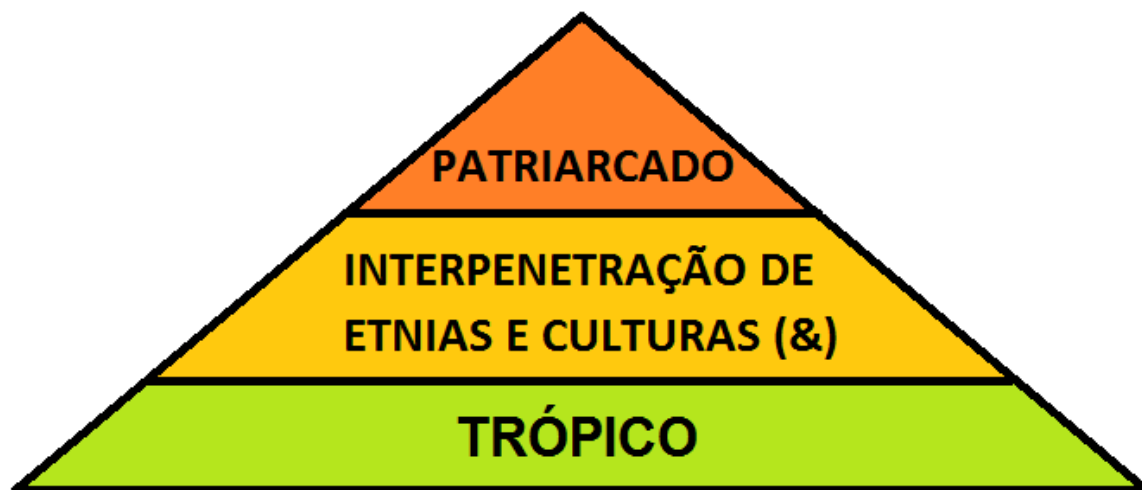 PATRIARCADO
INTERPENETRAÇÃO DE
ETNIAS E CULTURAS (&)
TRÓPICO